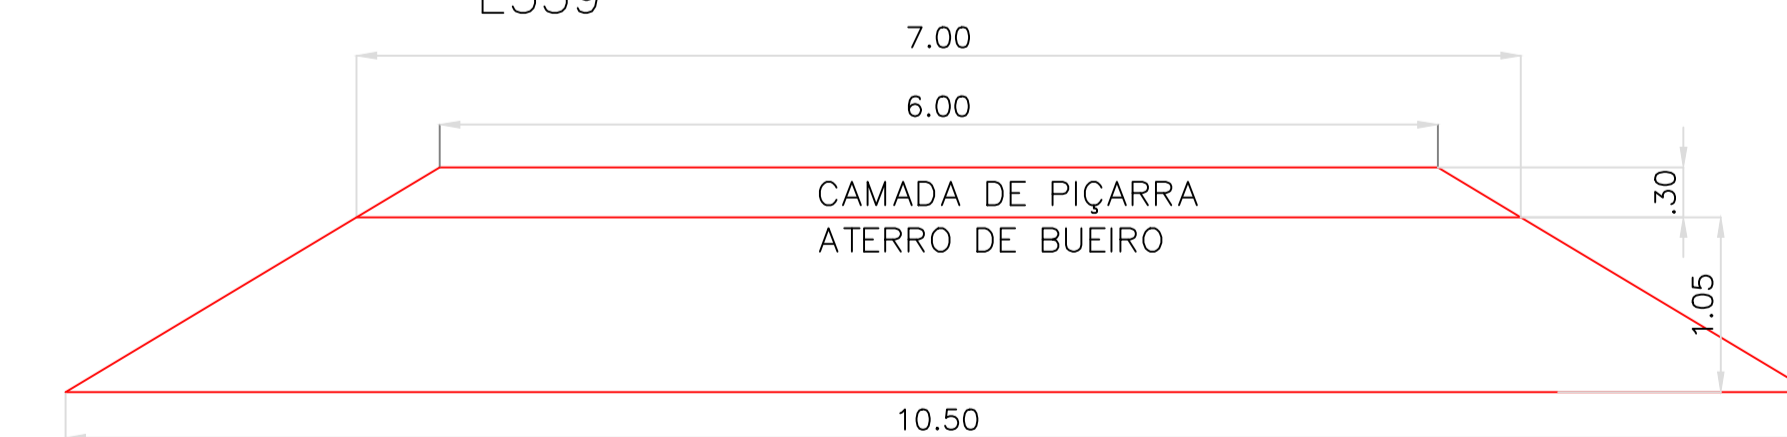 7.00
6.00
CAMADA DE PIÇARRA
.30
ATERRO DE BUEIRO
1.05
10.50